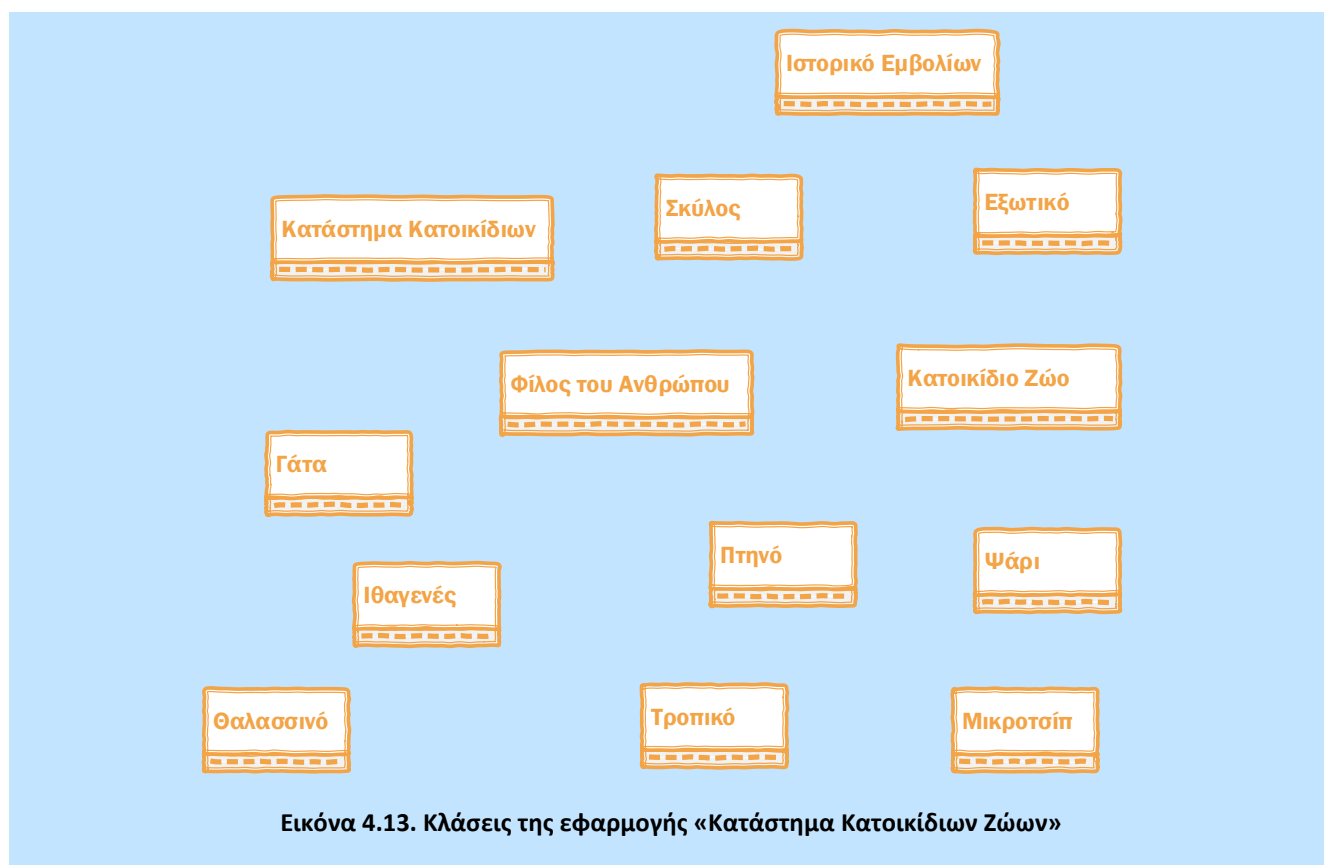 Ιστορικό Εμβολίων
Σκύλος
Εξωτικό
Κατάστημα Κατοικίδιων
Φίλος του Ανθρώπου
Κατοικίδιο Ζώο
Γάτα
Πτηνό
Ψάρι
Ιθαγενές
Θαλασσινό
Τροπικό
Μικροτσίπ
Εικόνα 4.13. Κλάσεις της εφαρμογής «Κατάστημα Κατοικίδιων Ζώων»